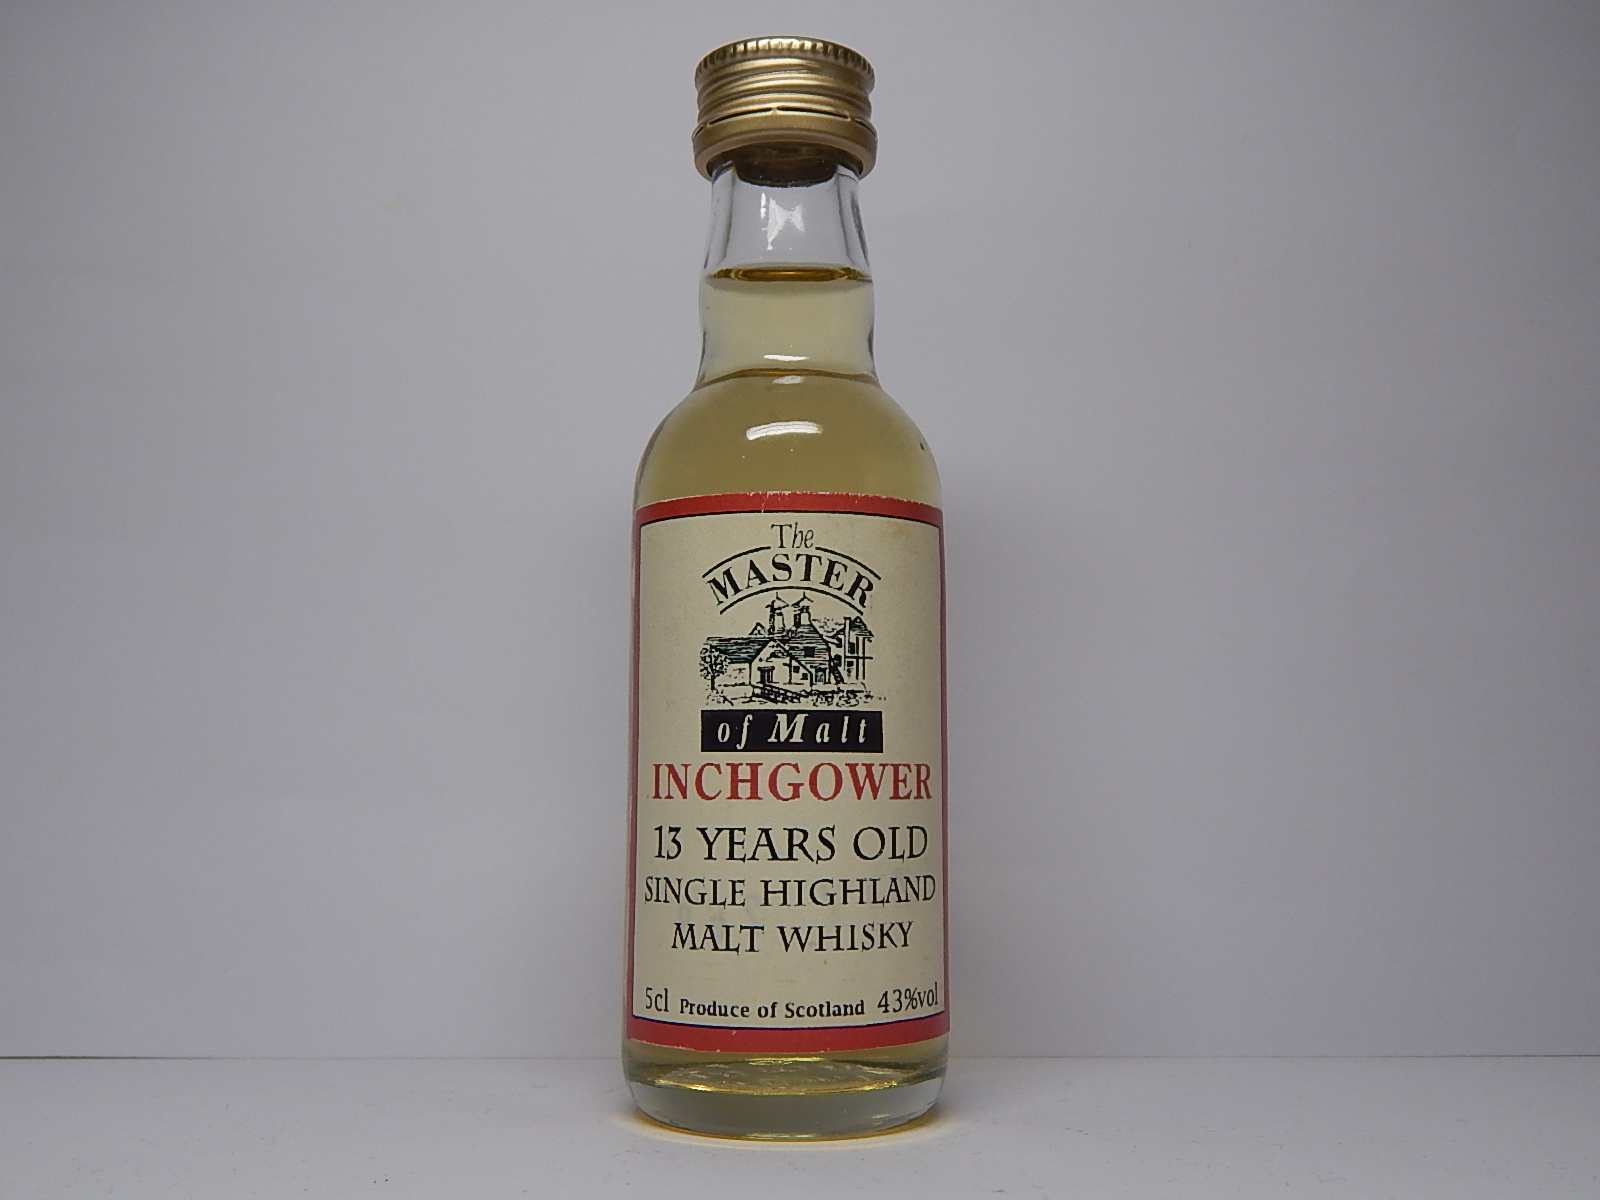 The
MASTER
of Malt
INCHGOWER
13 YEARS OLD
SINGLE HIGHLAND
MALT WHISKY
5cl Produce of Scotland 43%vol